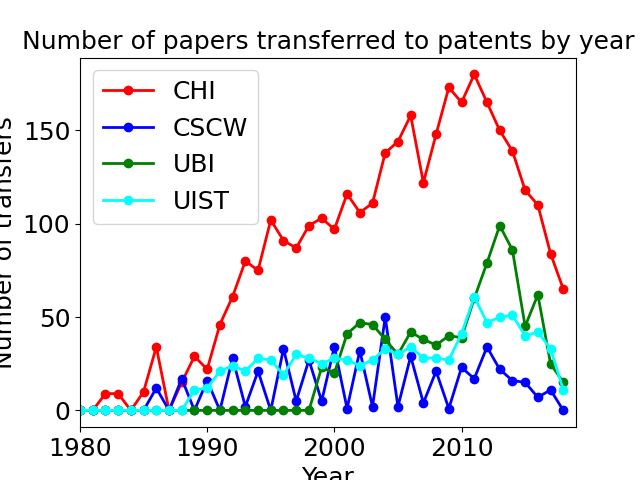 Number of papers transferred to patents by year
CHI
CSCW
UBI
UIST
Number of transfers
150
100
50
0
1980
1990
2000
2010
Year